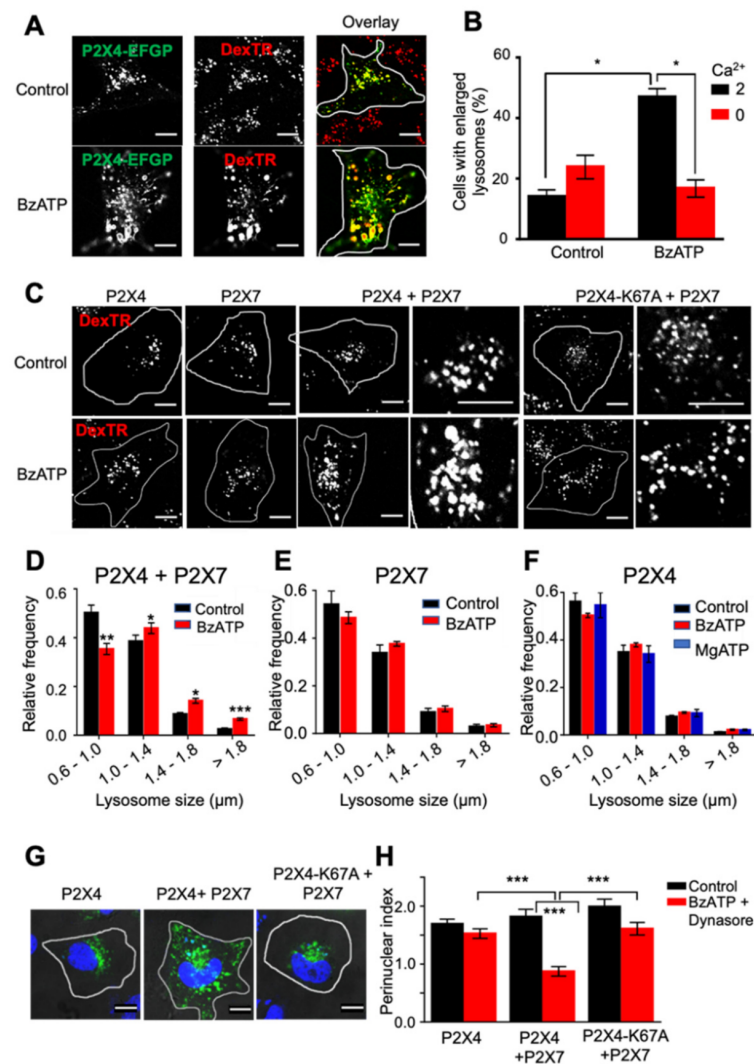 A
Overlay
P2X4-EFGP
DexTR
Control
P2X4-EFGP
DexTR
BzATP
B
Cells with enlarged
lysosomes (%)
60
40
20
0
*
*
Ca2+
2
0
Control
BzATP
C
P2X4
P2X7
P2X4 + P2X7
P2X4-K67A + P2X7
DexTR
Control
DexTR
BzATP
D
P2X4 + P2X7
Relative frequency
0.6
0.4
0.2
0.0
Control
BzATP
**
*
*
***
0.6 - 1.0
1.0 - 1.4
1.4 - 1.8
> 1.8
Lysosome size (µm)
E
P2X7
Relative frequency
0.6
0.3
0.0
Control
BzATP
0.6 - 1.0
1.0 - 1.4
1.4 - 1.8
> 1.8
Lysosome size (µm)
F
P2X4
Relative frequency
0.6
0.4
0.2
0.0
Control
BzATP
MgATP
0.6 - 1.0
1.0 - 1.4
1.4 - 1.8
> 1.8
Lysosome size (µm)
G
P2X4
P2X4+ P2X7
P2X4-K67A +
P2X7
H
Perinuclear index
2.0
1.0
0.0
***
***
***
Control
BzATP +
Dynasore
P2X4
P2X4
+P2X7
P2X4-K67A
+P2X7